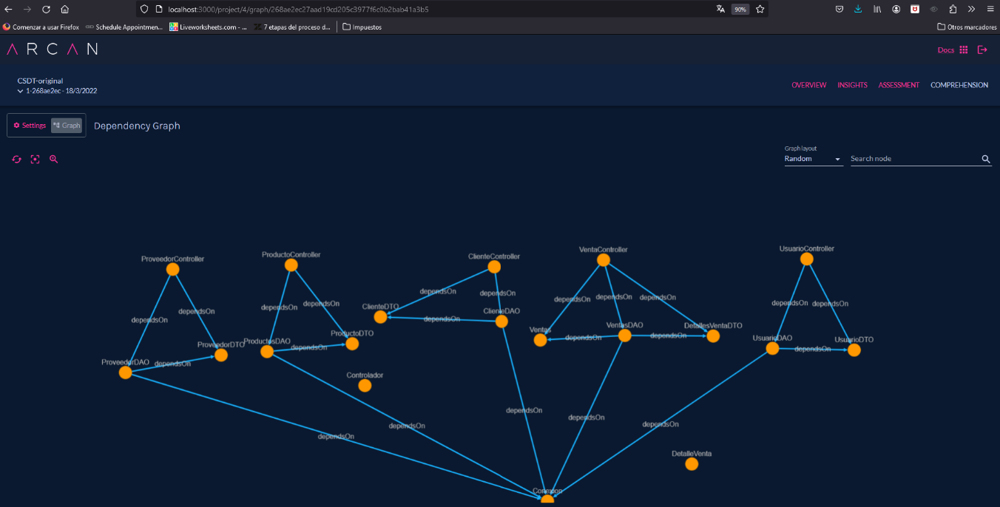 localhost:3000/project/4/graph/268ae2ec27aad19cd205c3977f6c0b2bab41a3b5
90%
Comenzar a usar Firefox
Schedule Appointmen...
Liveworksheets.com - ...
7 etapas del proceso d...
Impuestos
Otros marcadores
ARCAN
Docs
CSDT-original
1-268ae2ec - 18/3/2022
OVERVIEW
INSIGHTS
ASSESSMENT
COMPREHENSION
Settings
Graph
Dependency Graph
Graph layout
Random
Search node
ProveedorController
ProductoController
ClienteController
VentaController
UsuarioController
dependsOn
dependsOn
dependsOn
dependsOn
dependsOn
dependsOn
dependsOn
dependsOn
dependsOn
dependsOn
dependsOn
ClienteDTO
ClienteDAO
dependsOn
Ventas
VentasDAO
DetallesVentaDTO
dependsOn
dependsOn
ProductoDTO
ProveedorDTO
ProductosDAO
dependsOn
UsuarioDAO
UsuarioDTO
dependsOn
ProveedorDAO
dependsOn
Controlador
dependsOn
dependsOn
dependsOn
dependsOn
dependsOn
DetalleVenta
Conexion